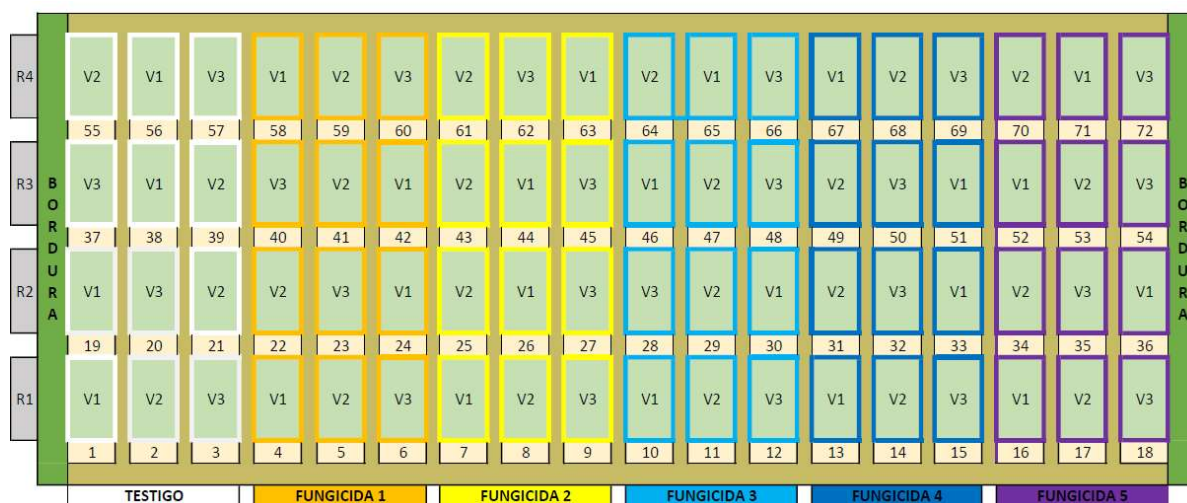 R4 V2 V1 V3 V1 V2 V3 V2 V3 V1 V2 V1 V3 V1 V2 V3 V2 V1 V3
55 56 57 58 59 60 61 62 63 64 65 66 67 68 69 70 71 72
R3 V3 V1 V2 V3 V2 V1 V2 V1 V3 V1 V2 V3 V2 V3 V1 V1 V2 V3
37 38 39 40 41 42 43 44 45 46 47 48 49 50 51 52 53 54
R2 V1 V3 V2 V2 V3 V1 V2 V1 V3 V3 V2 V1 V2 V3 V1 V2 V3 V1
19 20 21 22 23 24 25 26 27 28 29 30 31 32 33 34 35 36
R1 V1 V2 V3 V1 V2 V3 V1 V2 V3 V1 V2 V3 V1 V2 V3 V1 V2 V3
1 2 3 4 5 6 7 8 9 10 11 12 13 14 15 16 17 18
BORDURA
BORDURA
TESTIGO FUNGICIDA 1 FUNGICIDA 2 FUNGICIDA 3 FUNGICIDA 4 FUNGICIDA 5